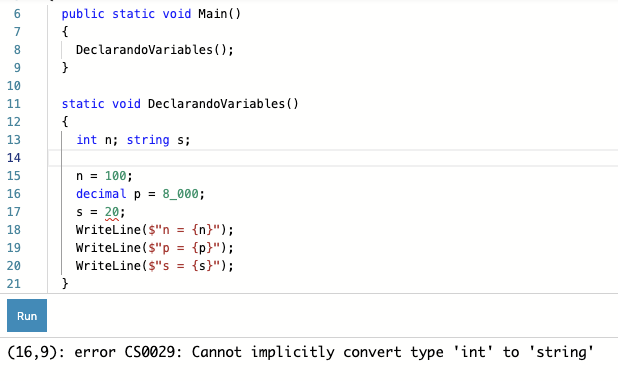 6 public static void Main()
7 {
8 DeclarandoVariables();
9 }
10
11 static void DeclarandoVariables()
12 {
13 int n; string s;
14
15 n = 100;
16 decimal p = 8_000;
17 s = 20;
18 WriteLine($"n = {n}");
19 WriteLine($"p = {p}");
20 WriteLine($"s = {s}");
21 }
Run
(16,9): error CS0029: Cannot implicitly convert type 'int' to 'string'